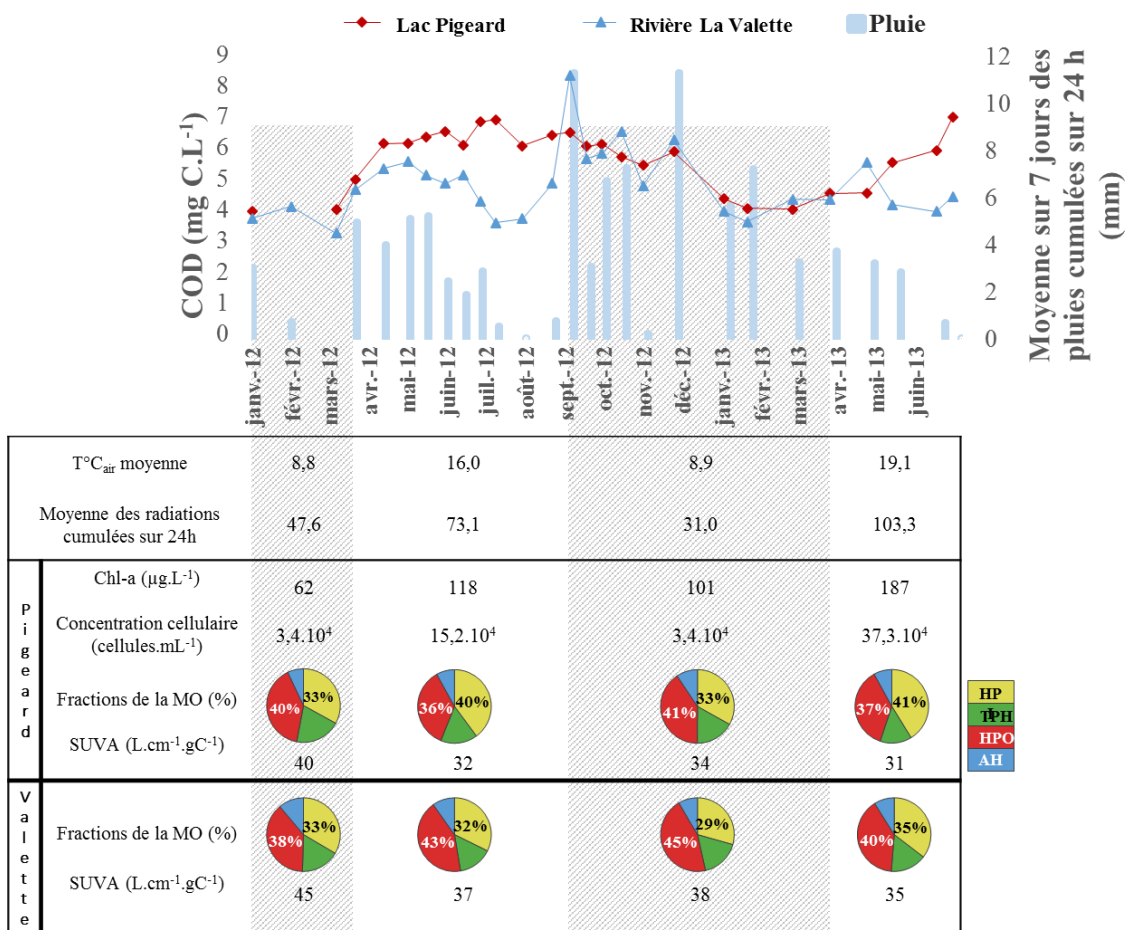 Lac Pigeard
Rivière La Valette
Pluie
COD (mg C.L-1)
9
8
7
6
5
4
3
2
1
0
12
10
8
6
4
2
0
Moyenne sur 7 jours des
pluies cumulées sur 24 h
(mm)
janv.-12
févr.-12
mars-12
avr.-12
mai-12
juin-12
juil.-12
août-12
sept.-12
oct.-12
nov.-12
déc.-12
janv.-13
févr.-13
mars-13
avr.-13
mai-13
juin-13
T°Cair moyenne 8,8 16,0 8,9 19,1
Moyenne des radiations
cumulées sur 24h 47,6 73,1 31,0 103,3
Pigeard
Chl-a (µg.L-1) 62 118 101 187
Concentration cellulaire
(cellules.mL-1) 3,4.10⁴ 15,2.10⁴ 3,4.10⁴ 37,3.10⁴
Fractions de la MO (%) 40% 33% 36% 40% 41% 33% 37% 41%
SUVA (L.cm-1.gC-1) 40 32 34 31
HP
TPH
HPO
AH
Valette
Fractions de la MO (%) 38% 33% 43% 32% 45% 29% 40% 35%
SUVA (L.cm-1.gC-1) 45 37 38 35